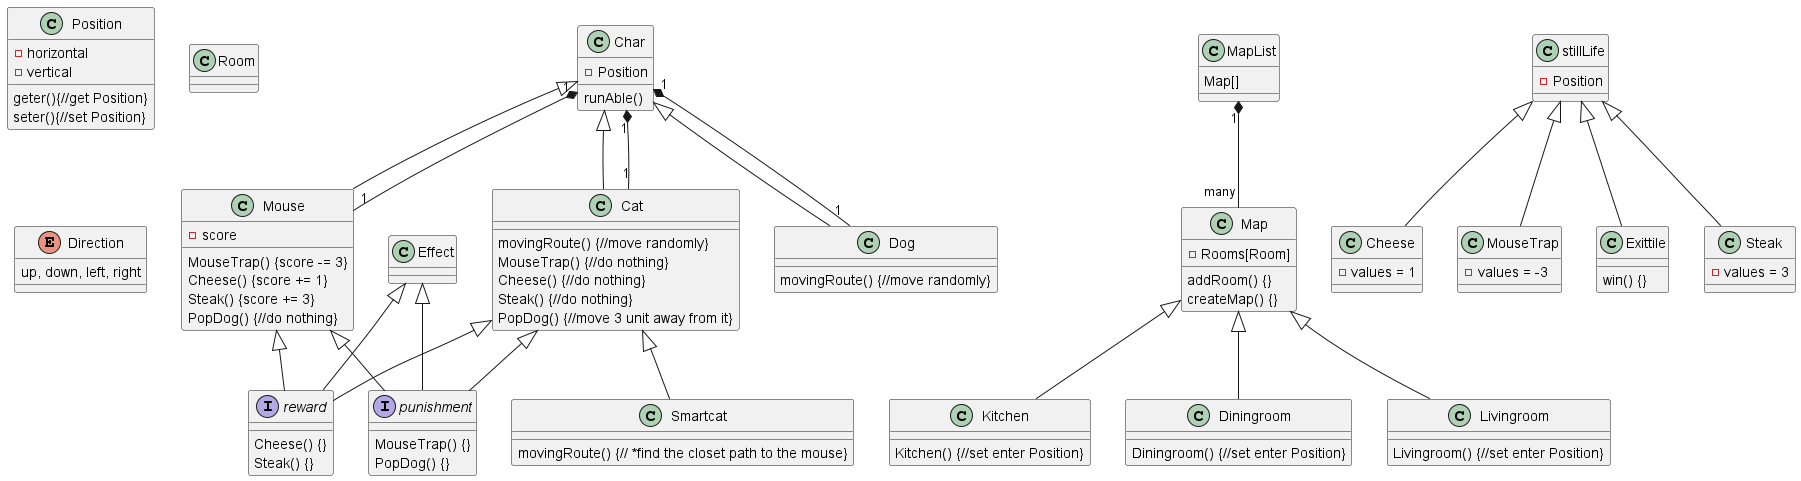 C Position
horizontal
vertical
geter(){//get Position}
seter(){//set Position}
C Room
C Char
Position
runAble()
C MapList
Map[]
C stillLife
Position
1
1
1
1
1
1
1
many
E Direction
up, down, left, right
C Mouse
score
MouseTrap() {score -= 3}
Cheese() {score += 1}
Steak() {score += 3}
PopDog() {//do nothing}
C Effect
C Cat
movingRoute() {//move randomly}
MouseTrap() {//do nothing}
Cheese() {//do nothing}
Steak() {//do nothing}
PopDog() {//move 3 unit away from it}
C Dog
movingRoute() {//move randomly}
C Map
Rooms[Room]
addRoom() {}
createMap() {}
C Cheese
values = 1
C MouseTrap
values = -3
C Exittile
win() {}
C Steak
values = 3
I reward
Cheese() {}
Steak() {}
I punishment
MouseTrap() {}
PopDog() {}
C Smartcat
movingRoute() {// *find the closet path to the mouse}
C Kitchen
Kitchen() {//set enter Position}
C Diningroom
Diningroom() {//set enter Position}
C Livingroom
Livingroom() {//set enter Position}